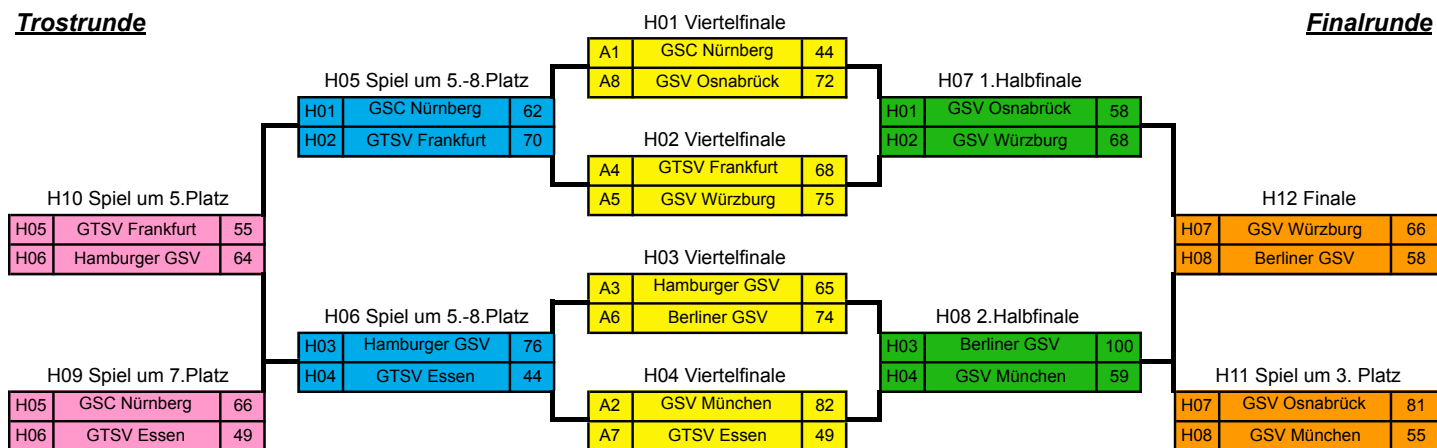 Trostrunde
Finalrunde
H01 Viertelfinale
A1 GSC Nürnberg 44
A8 GSV Osnabrück 72
H05 Spiel um 5.-8.Platz
H01 GSC Nürnberg 62
H02 GTSV Frankfurt 70
H07 1.Halbfinale
H01 GSV Osnabrück 58
H02 GSV Würzburg 68
H02 Viertelfinale
A4 GTSV Frankfurt 68
A5 GSV Würzburg 75
H10 Spiel um 5.Platz
H05 GTSV Frankfurt 55
H06 Hamburger GSV 64
H12 Finale
H07 GSV Würzburg 66
H08 Berliner GSV 58
H03 Viertelfinale
A3 Hamburger GSV 65
A6 Berliner GSV 74
H06 Spiel um 5.-8.Platz
H03 Hamburger GSV 76
H04 GTSV Essen 44
H08 2.Halbfinale
H03 Berliner GSV 100
H04 GSV München 59
H09 Spiel um 7.Platz
H05 GSC Nürnberg 66
H06 GTSV Essen 49
H04 Viertelfinale
A2 GSV München 82
A7 GTSV Essen 49
H11 Spiel um 3. Platz
H07 GSV Osnabrück 81
H08 GSV München 55